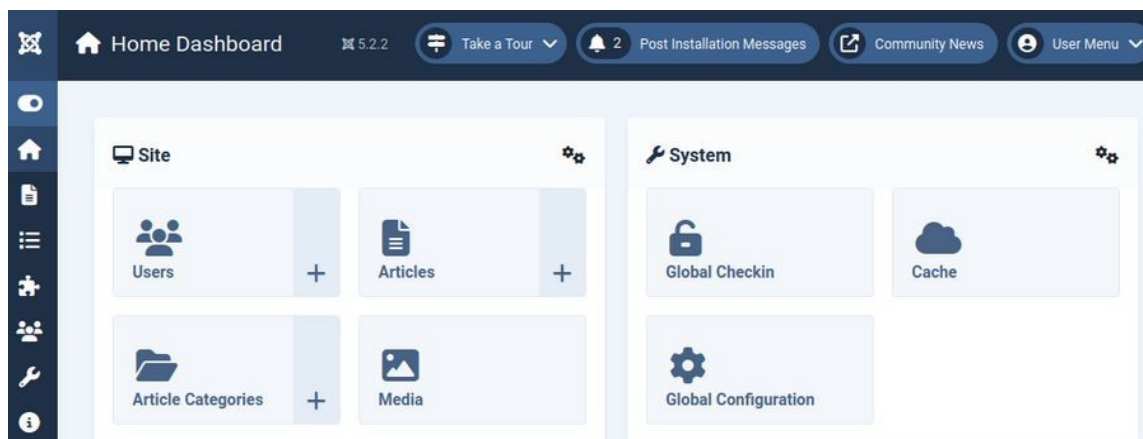 Home Dashboard 5.2.2 Take a Tour 2 Post Installation Messages Community News User Menu
Site
Users
Articles
Article Categories
Media
System
Global Checkin
Cache
Global Configuration